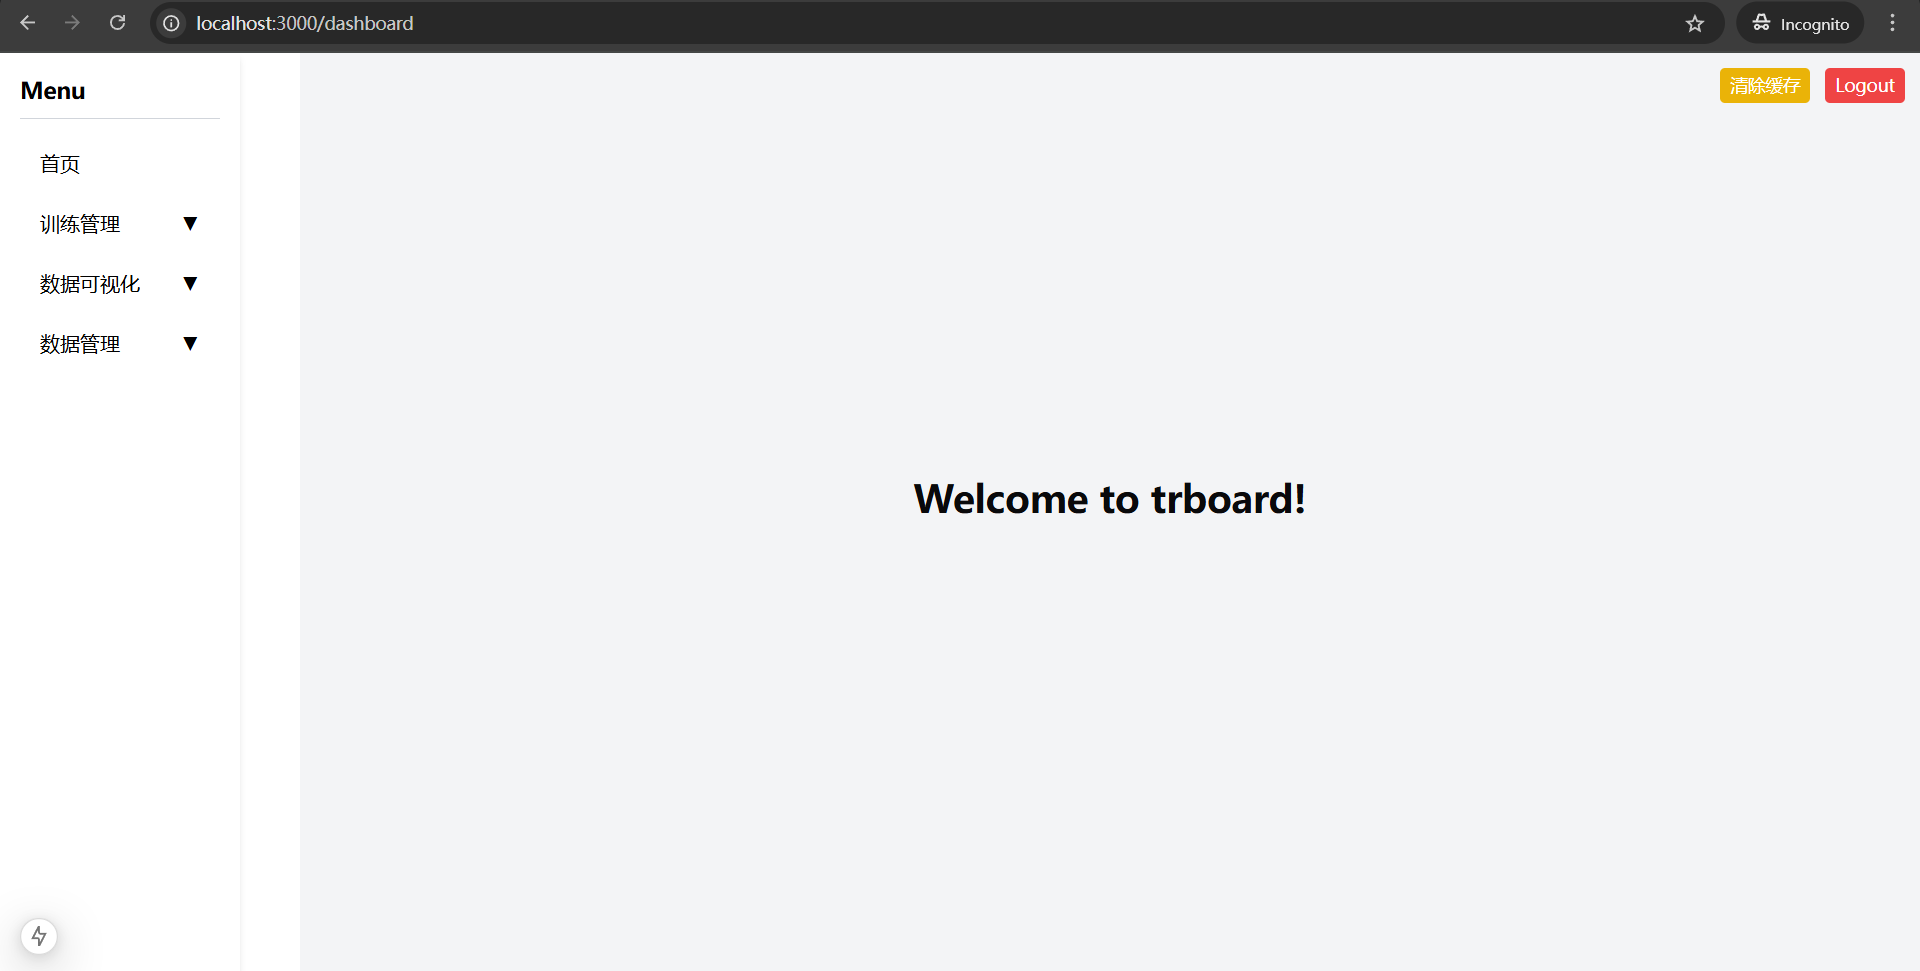 localhost:3000/dashboard
Incognito
Menu
清除缓存
Logout
首页
训练管理 ▼
数据可视化 ▼
数据管理 ▼
Welcome to trboard!